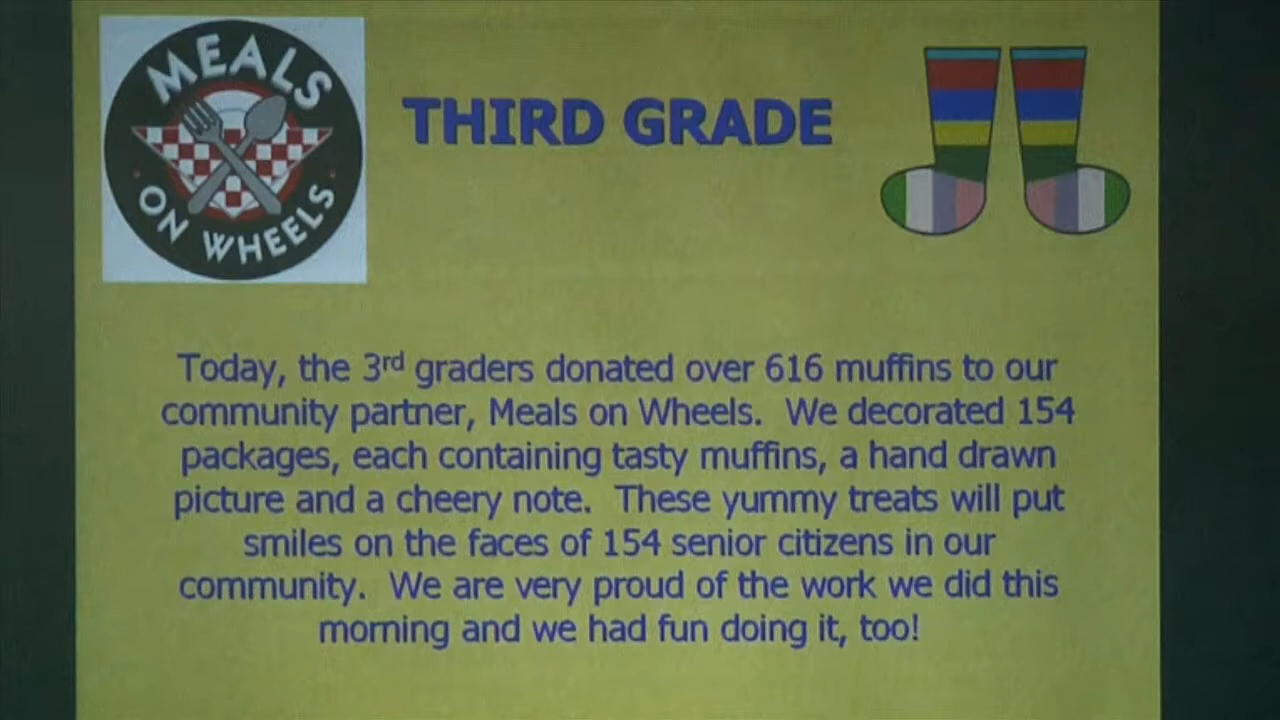 MEALS
ON WHEELS
THIRD GRADE
Today, the 3rd graders donated over 616 muffins to our
community partner, Meals on Wheels.  We decorated 154
packages, each containing tasty muffins, a hand drawn
picture and a cheery note.  These yummy treats will put
smiles on the faces of 154 senior citizens in our
community.  We are very proud of the work we did this
morning and we had fun doing it, too!